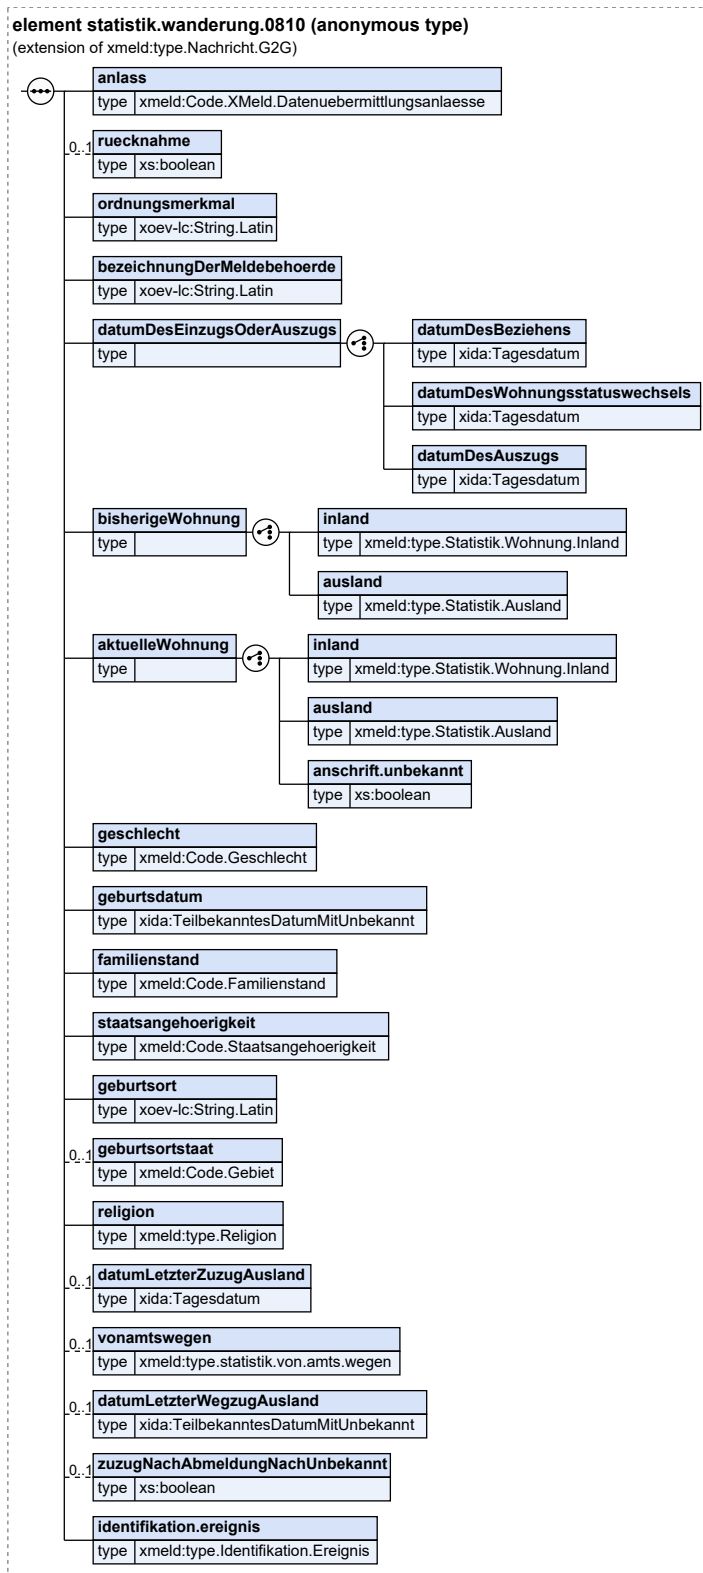 element statistik.wanderung.0810 (anonymous type)
(extension of xmeld:type.Nachricht.G2G)
anlass
type xmeld:Code.XMeld.Datenuebermittlungsanlaesse
0..1 ruecknahme
type xs:boolean
ordnungsmerkmal
type xoev-lc:String.Latin
bezeichnungDerMeldebehoerde
type xoev-lc:String.Latin
datumDesEinzugsOderAuszugs
type
datumDesBeziehens
type xida:Tagesdatum
datumDesWohnungsstatuswechsels
type xida:Tagesdatum
datumDesAuszugs
type xida:Tagesdatum
bisherigeWohnung
type
inland
type xmeld:type.Statistik.Wohnung.Inland
ausland
type xmeld:type.Statistik.Ausland
aktuelleWohnung
type
inland
type xmeld:type.Statistik.Wohnung.Inland
ausland
type xmeld:type.Statistik.Ausland
anschrift.unbekannt
type xs:boolean
geschlecht
type xmeld:Code.Geschlecht
geburtsdatum
type xida:TeilbekanntesDatumMitUnbekannt
familienstand
type xmeld:Code.Familienstand
staatsangehoerigkeit
type xmeld:Code.Staatsangehoerigkeit
geburtsort
type xoev-lc:String.Latin
0..1 geburtsortstaat
type xmeld:Code.Gebiet
religion
type xmeld:type.Religion
0..1 datumLetzterZuzugAusland
type xida:Tagesdatum
0..1 vonamtswegen
type xmeld:type.statistik.von.amts.wegen
0..1 datumLetzterWegzugAusland
type xida:TeilbekanntesDatumMitUnbekannt
0..1 zuzugNachAbmeldungNachUnbekannt
type xs:boolean
identifikation.ereignis
type xmeld:type.Identifikation.Ereignis